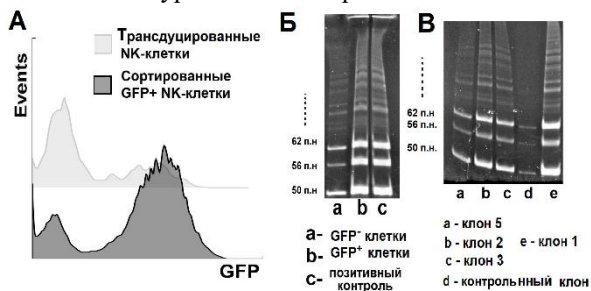 А
Трансдуцированные
NK-клетки
Сортированные
GFP+ NK-клетки
Events
GFP
Б
62 п.н
56 п.н
50 п.н
a b c
a- GFP- клетки
b- GFP+ клетки
c- позитивный
контроль
В
62 п.н.
56 п.н.
50 п.н.
a b c d e
a - клон 5
b - клон 2 e - клон 1
c - клон 3
d - контрольнный клон